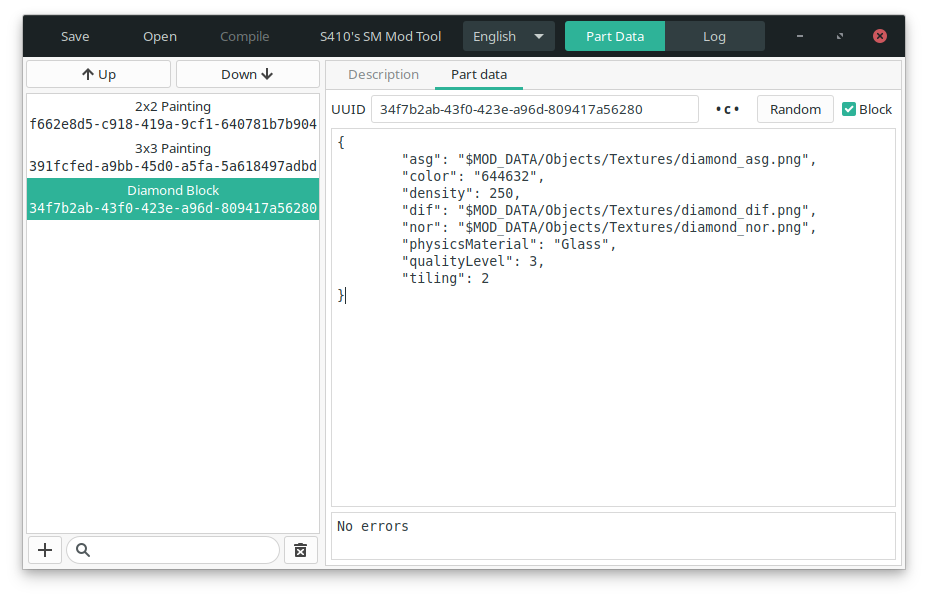 Save Open Compile S410's SM Mod Tool English Part Data Log
Up Down
2x2 Painting
f662e8d5-c918-419a-9cf1-640781b7b904
3x3 Painting
391fcfed-a9bb-45d0-a5fa-5a618497adbd
Diamond Block
34f7b2ab-43f0-423e-a96d-809417a56280
Description Part data
UUID 34f7b2ab-43f0-423e-a96d-809417a56280 •c• Random Block
{
"asg": "$MOD_DATA/Objects/Textures/diamond_asg.png",
"color": "644632",
"density": 250,
"dif": "$MOD_DATA/Objects/Textures/diamond_dif.png",
"nor": "$MOD_DATA/Objects/Textures/diamond_nor.png",
"physicsMaterial": "Glass",
"qualityLevel": 3,
"tiling": 2
}
No errors